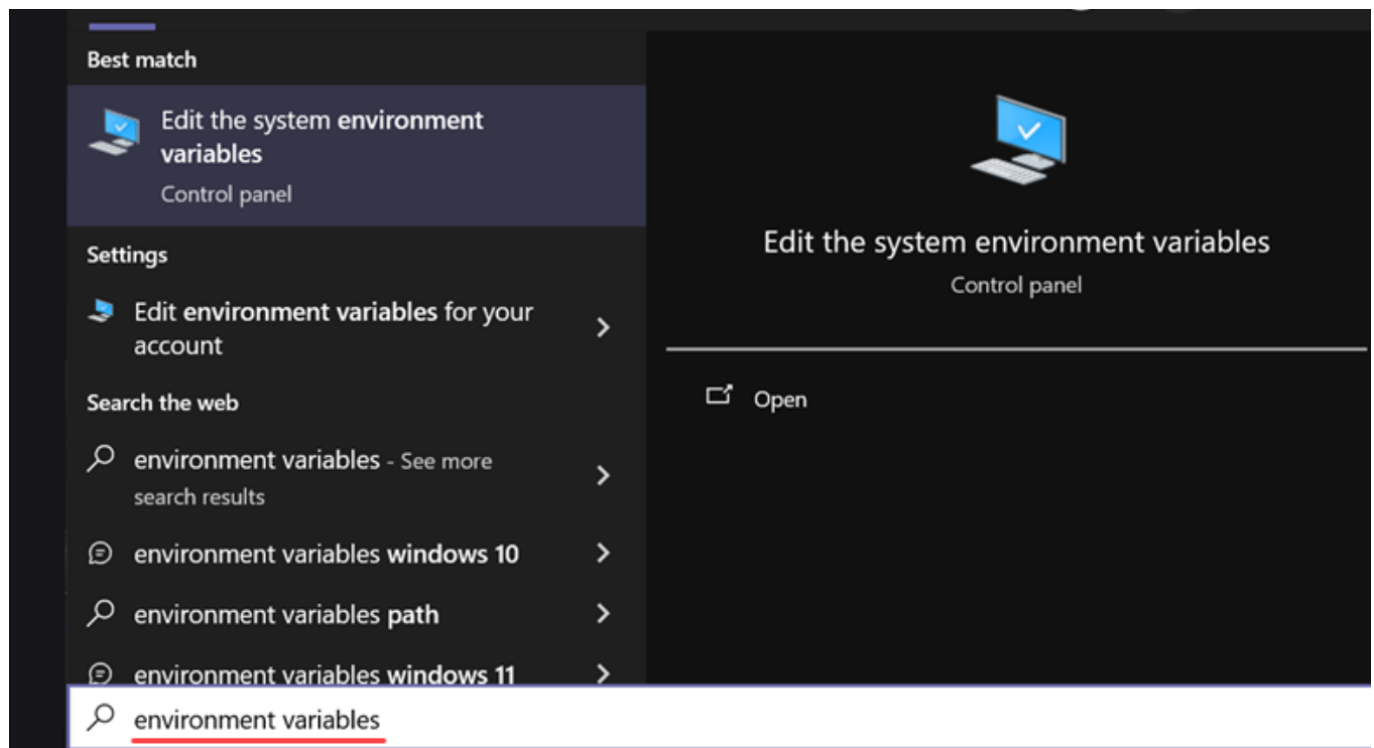 Best match
Edit the system environment
variables
Control panel
Settings
Edit environment variables for your
account
Search the web
environment variables - See more
search results
environment variables windows 10
environment variables path
environment variables windows 11
environment variables
Edit the system environment variables
Control panel
Open